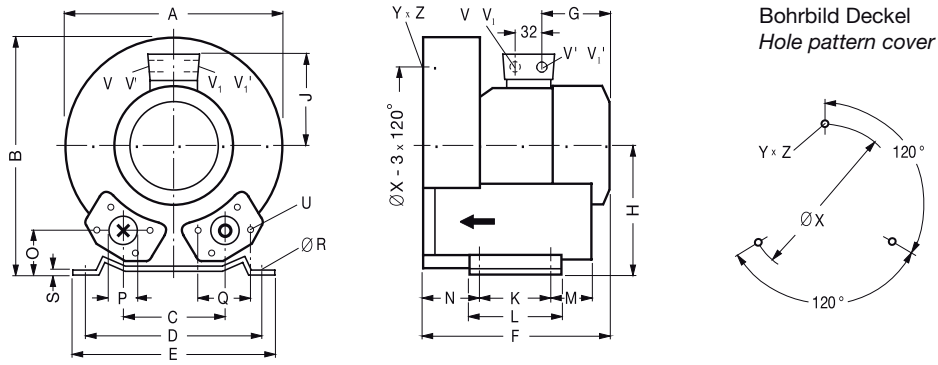 A
B
V V'
V₁ V₁'
J
U
ØR
O
S
P
Q
C
D
E
Y x Z
V V₁
G
32
V' V₁'
ØX - 3 x 120°
H
N
K
M
L
F
Bohrbild Deckel
Hole pattern cover
Y x Z
120°
ØX
120°